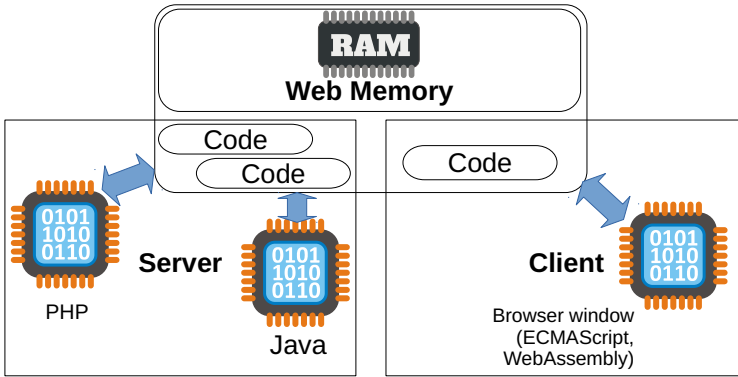 RAM
Web Memory
Code
Code
Code
0101
1010
0110
PHP
Server
0101
1010
0110
Java
Client
0101
1010
0110
Browser window
(ECMAScript,
WebAssembly)